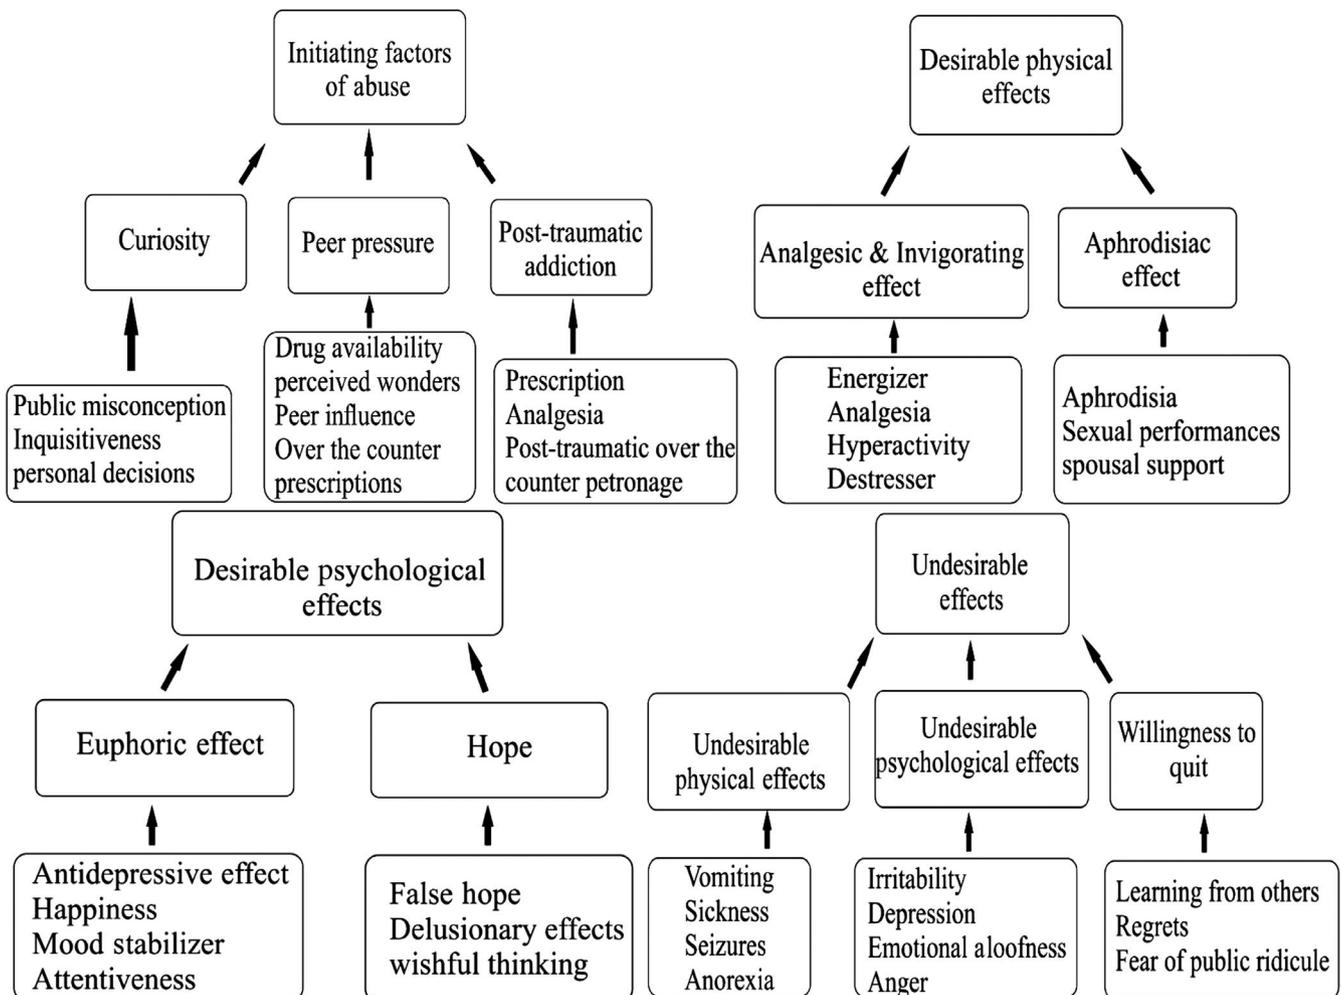 Initiating factors
of abuse
Curiosity
Peer pressure
Post-traumatic
addiction
Public misconception
Inquisitiveness
personal decisions
Drug availability
perceived wonders
Peer influence
Over the counter
prescriptions
Prescription
Analgesia
Post-traumatic over the
counter petronage
Desirable physical
effects
Analgesic & Invigorating
effect
Aphrodisiac
effect
Energizer
Analgesia
Hyperactivity
Destresser
Aphrodisia
Sexual performances
spousal support
Desirable psychological
effects
Euphoric effect
Hope
Antidepressive effect
Happiness
Mood stabilizer
Attentiveness
False hope
Delusionary effects
wishful thinking
Undesirable
effects
Undesirable
physical effects
Undesirable
psychological effects
Willingness to
quit
Vomiting
Sickness
Seizures
Anorexia
Irritability
Depression
Emotional aloofness
Anger
Learning from others
Regrets
Fear of public ridicule